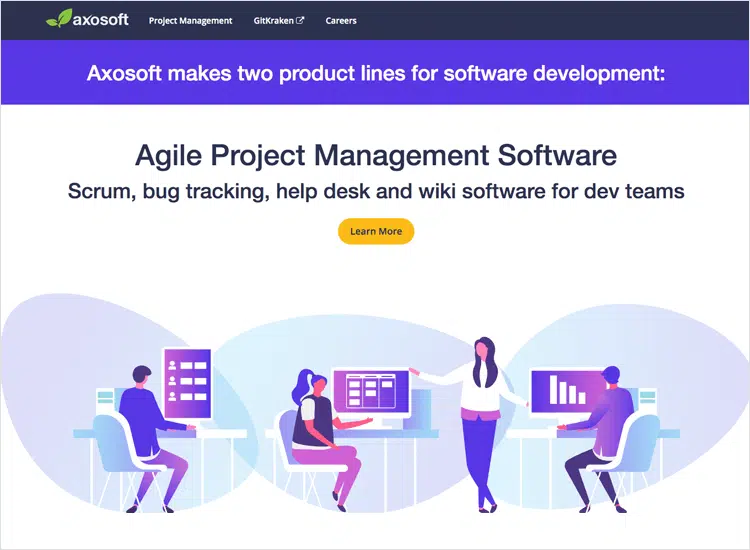 axosoft
Project Management
GitKraken
Careers
Axosoft makes two product lines for software development:
Agile Project Management Software
Scrum, bug tracking, help desk and wiki software for dev teams
Learn More